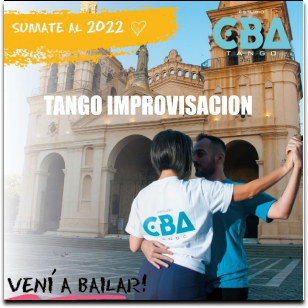 SUMATE AL 2022
CBA
TANGO
TANGO IMPROVISACION
CBA
TANGO
VENÍ A BAILAR!